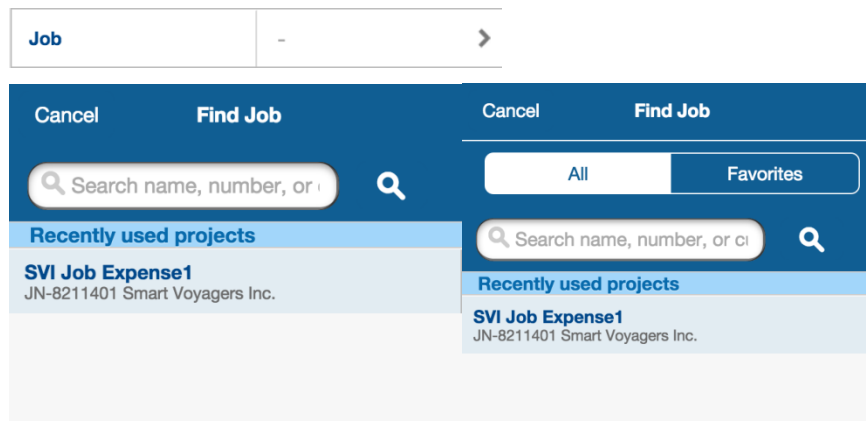 Job -
Cancel Find Job
Search name, number, or
Recently used projects
SVI Job Expense1
JN-8211401 Smart Voyagers Inc.
Cancel Find Job
All Favorites
Search name, number, or
Recently used projects
SVI Job Expense1
JN-8211401 Smart Voyagers Inc.